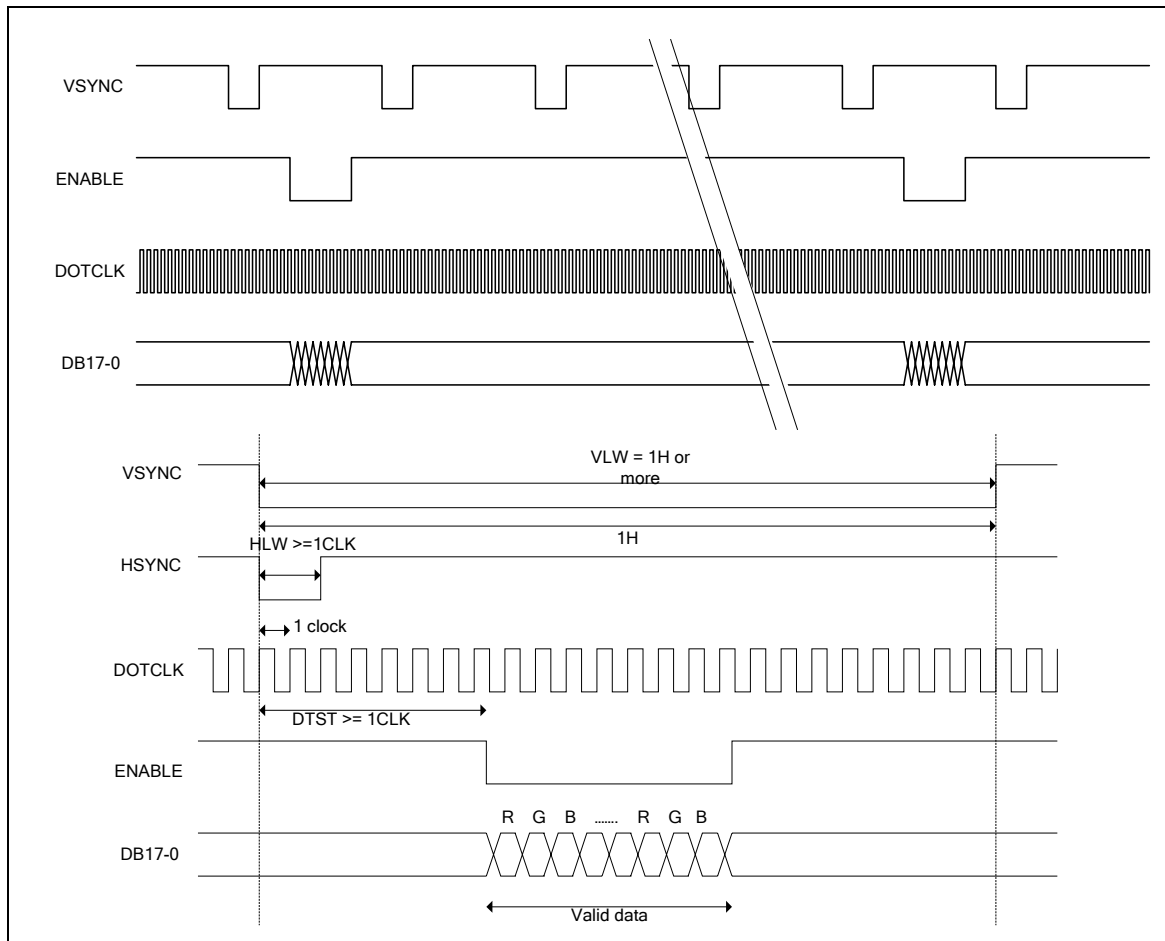 VSYNC
ENABLE
DOTCLK
DB17-0
VLW = 1H or
more
VSYNC
1H
HLW >=1CLK
HSYNC
1 clock
DOTCLK
DTST >= 1CLK
ENABLE
R G B ....... R G B
DB17-0
Valid data